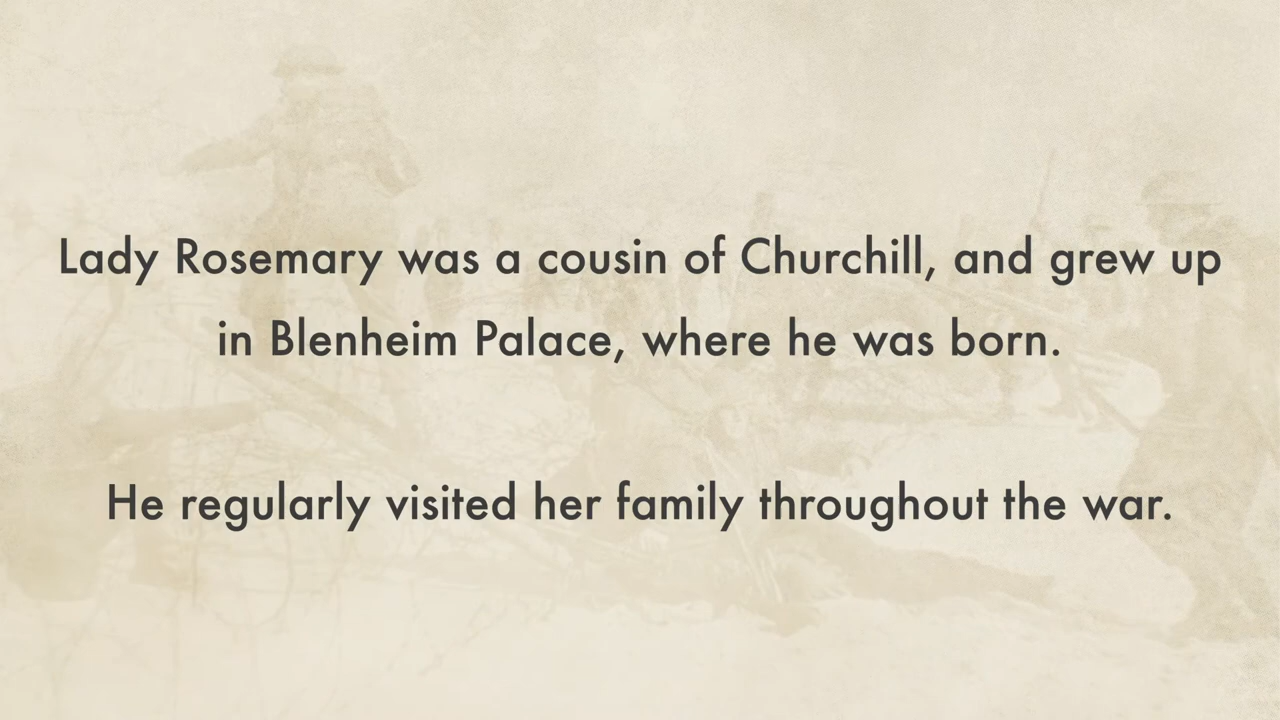 Lady Rosemary was a cousin of Churchill, and grew up
in Blenheim Palace, where he was born.
He regularly visited her family throughout the war.